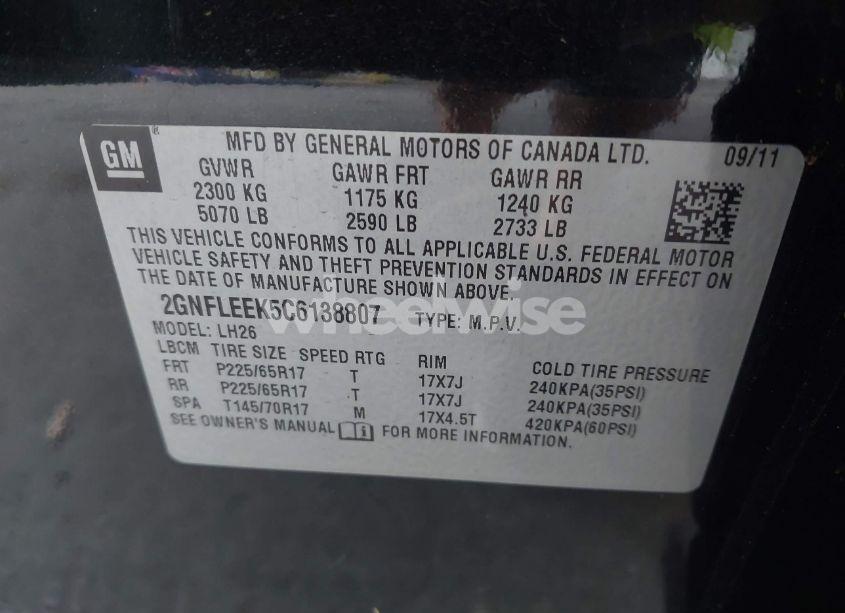 GM® MFD BY GENERAL MOTORS OF CANADA LTD. 09/11
GVWR GAWR FRT GAWR RR
2300 KG 1175 KG 1240 KG
5070 LB 2590 LB 2733 LB
THIS VEHICLE CONFORMS TO ALL APPLICABLE U.S. FEDERAL MOTOR
VEHICLE SAFETY AND THEFT PREVENTION STANDARDS IN EFFECT ON
THE DATE OF MANUFACTURE SHOWN ABOVE.
2GNFLEEK5C6138807 TYPE: M.P.V.
wheelwise
MODEL: LH26
LBCM TIRE SIZE SPEED RTG RIM COLD TIRE PRESSURE
FRT P225/65R17 T 17X7J 240KPA(35PSI)
RR P225/65R17 T 17X7J 240KPA(35PSI)
SPA T145/70R17 M 17X4.5T 420KPA(60PSI)
SEE OWNER'S MANUAL FOR MORE INFORMATION.